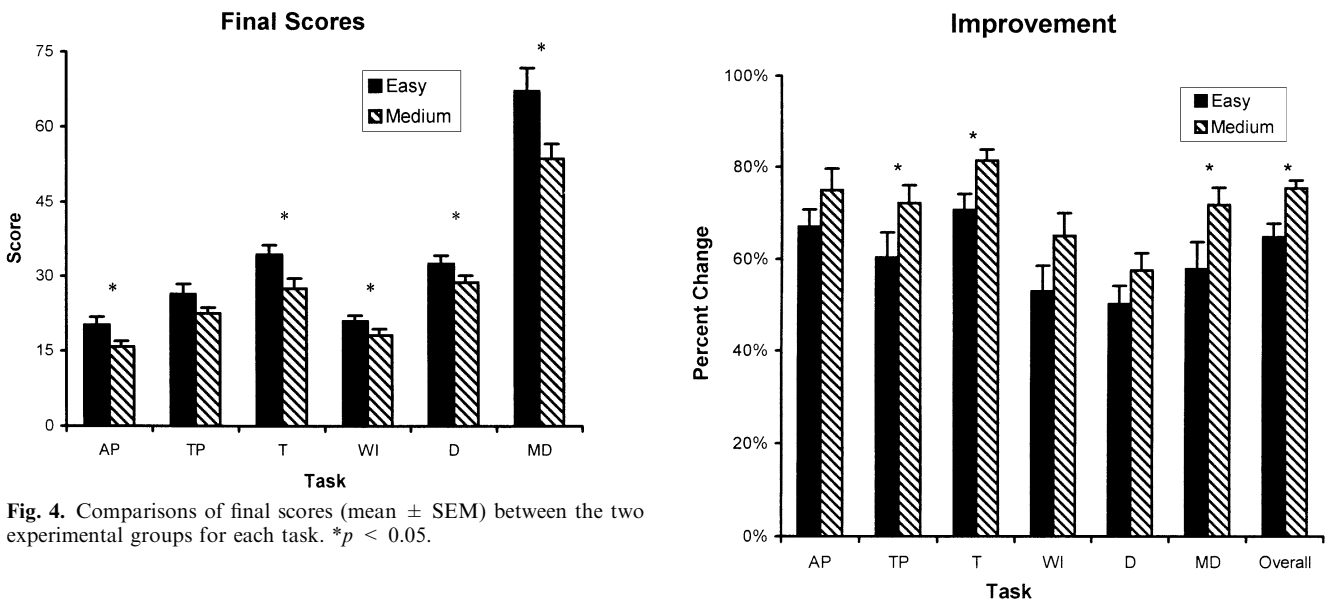 Final Scores
75
60
45
30
15
0
Score
*
*
*
*
*
Easy
Medium
AP TP T WI D MD
Task
Fig. 4. Comparisons of final scores (mean ± SEM) between the two
experimental groups for each task. *p < 0.05.
Improvement
100%
80%
60%
40%
20%
0%
Percent Change
*
*
*
*
Easy
Medium
AP TP T WI D MD Overall
Task